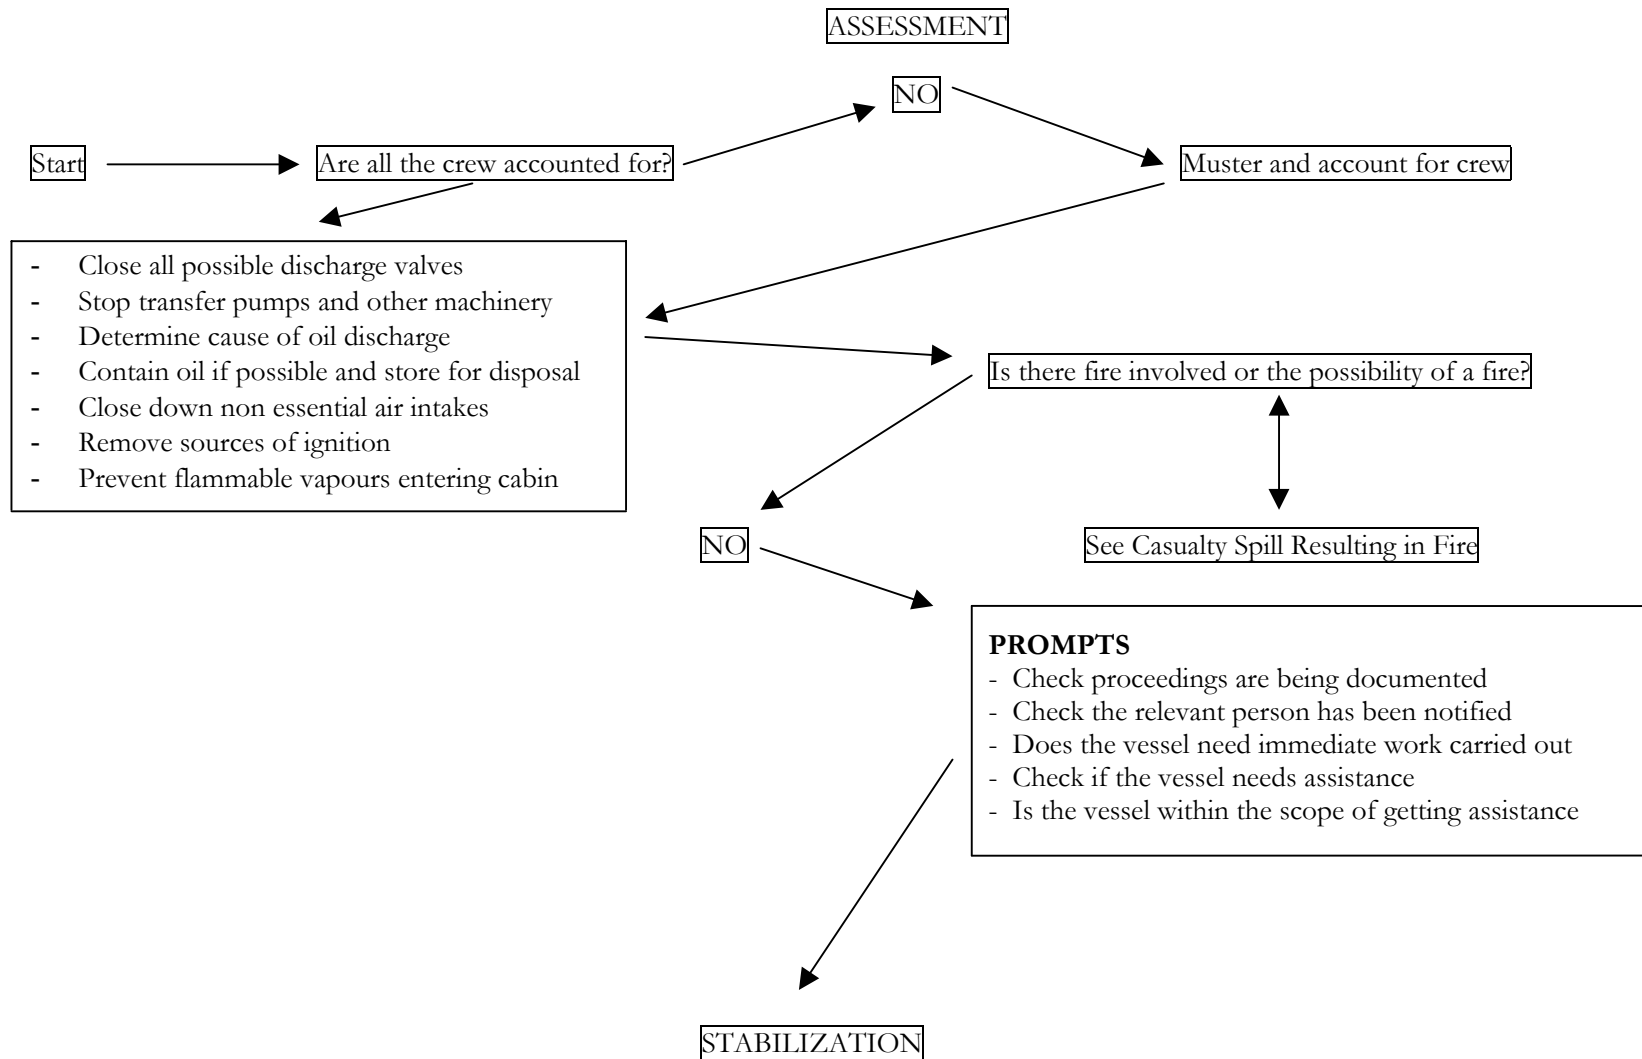 ASSESSMENT
NO
Start
Are all the crew accounted for?
Muster and account for crew
- Close all possible discharge valves
- Stop transfer pumps and other machinery
- Determine cause of oil discharge
- Contain oil if possible and store for disposal
- Close down non essential air intakes
- Remove sources of ignition
- Prevent flammable vapours entering cabin
Is there fire involved or the possibility of a fire?
NO
See Casualty Spill Resulting in Fire
PROMPTS
- Check proceedings are being documented
- Check the relevant person has been notified
- Does the vessel need immediate work carried out
- Check if the vessel needs assistance
- Is the vessel within the scope of getting assistance
STABILIZATION